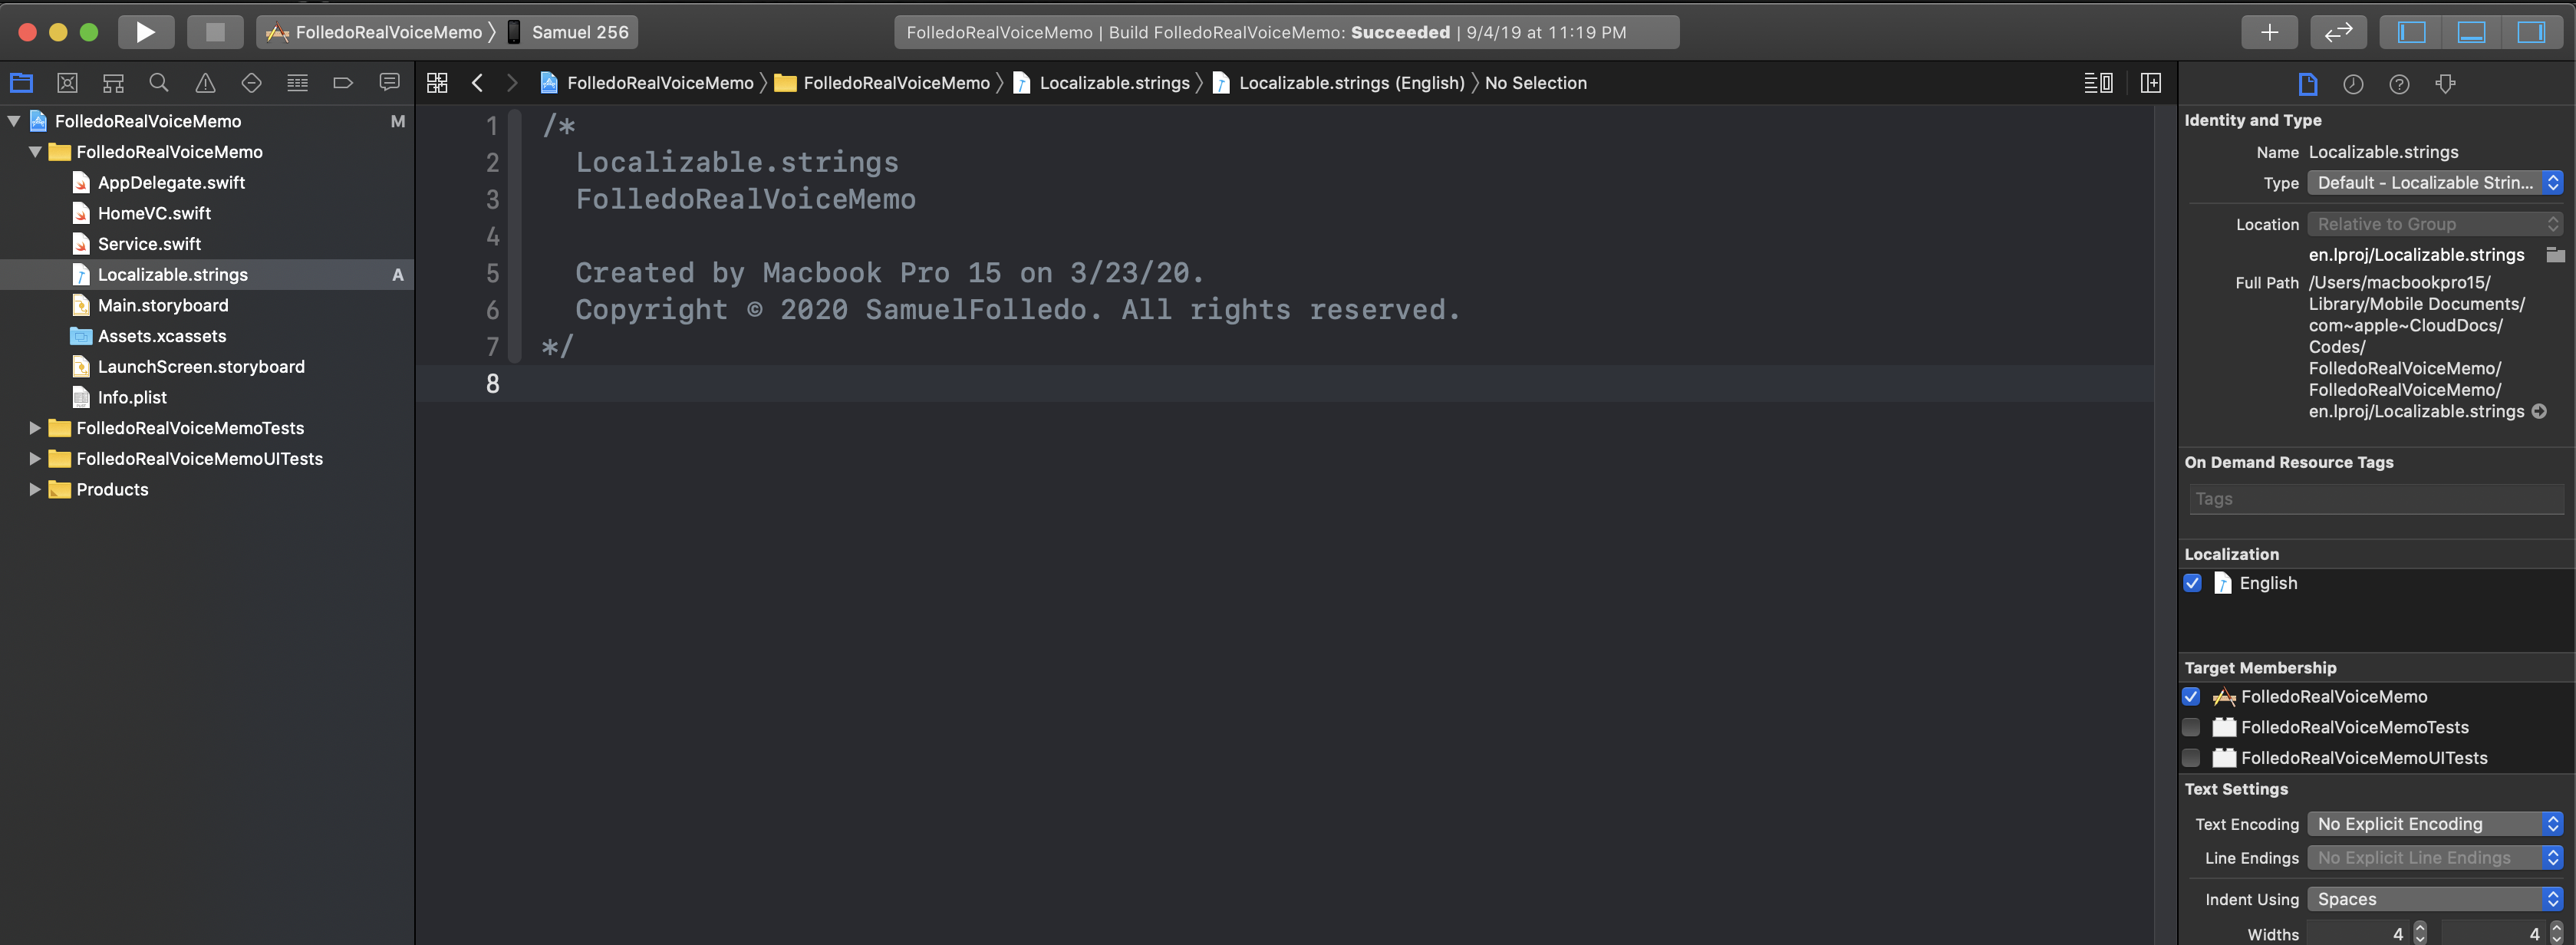 FolledoRealVoiceMemo Samuel 256
FolledoRealVoiceMemo | Build FolledoRealVoiceMemo: Succeeded | 9/4/19 at 11:19 PM
FolledoRealVoiceMemo M
FolledoRealVoiceMemo
AppDelegate.swift
HomeVC.swift
Service.swift
Localizable.strings A
Main.storyboard
Assets.xcassets
LaunchScreen.storyboard
Info.plist
FolledoRealVoiceMemoTests
FolledoRealVoiceMemoUITests
Products
FolledoRealVoiceMemo FolledoRealVoiceMemo Localizable.strings Localizable.strings (English) No Selection
1 /*
2 Localizable.strings
3 FolledoRealVoiceMemo
4
5 Created by Macbook Pro 15 on 3/23/20.
6 Copyright © 2020 SamuelFolledo. All rights reserved.
7 */
8
Identity and Type
Name Localizable.strings
Type Default - Localizable Strin...
Location Relative to Group
en.lproj/Localizable.strings
Full Path /Users/macbookpro15/
Library/Mobile Documents/
com~apple~CloudDocs/
Codes/
FolledoRealVoiceMemo/
FolledoRealVoiceMemo/
en.lproj/Localizable.strings
On Demand Resource Tags
Tags
Localization
English
Target Membership
FolledoRealVoiceMemo
FolledoRealVoiceMemoTests
FolledoRealVoiceMemoUITests
Text Settings
Text Encoding No Explicit Encoding
Line Endings No Explicit Line Endings
Indent Using Spaces
Widths 4 4